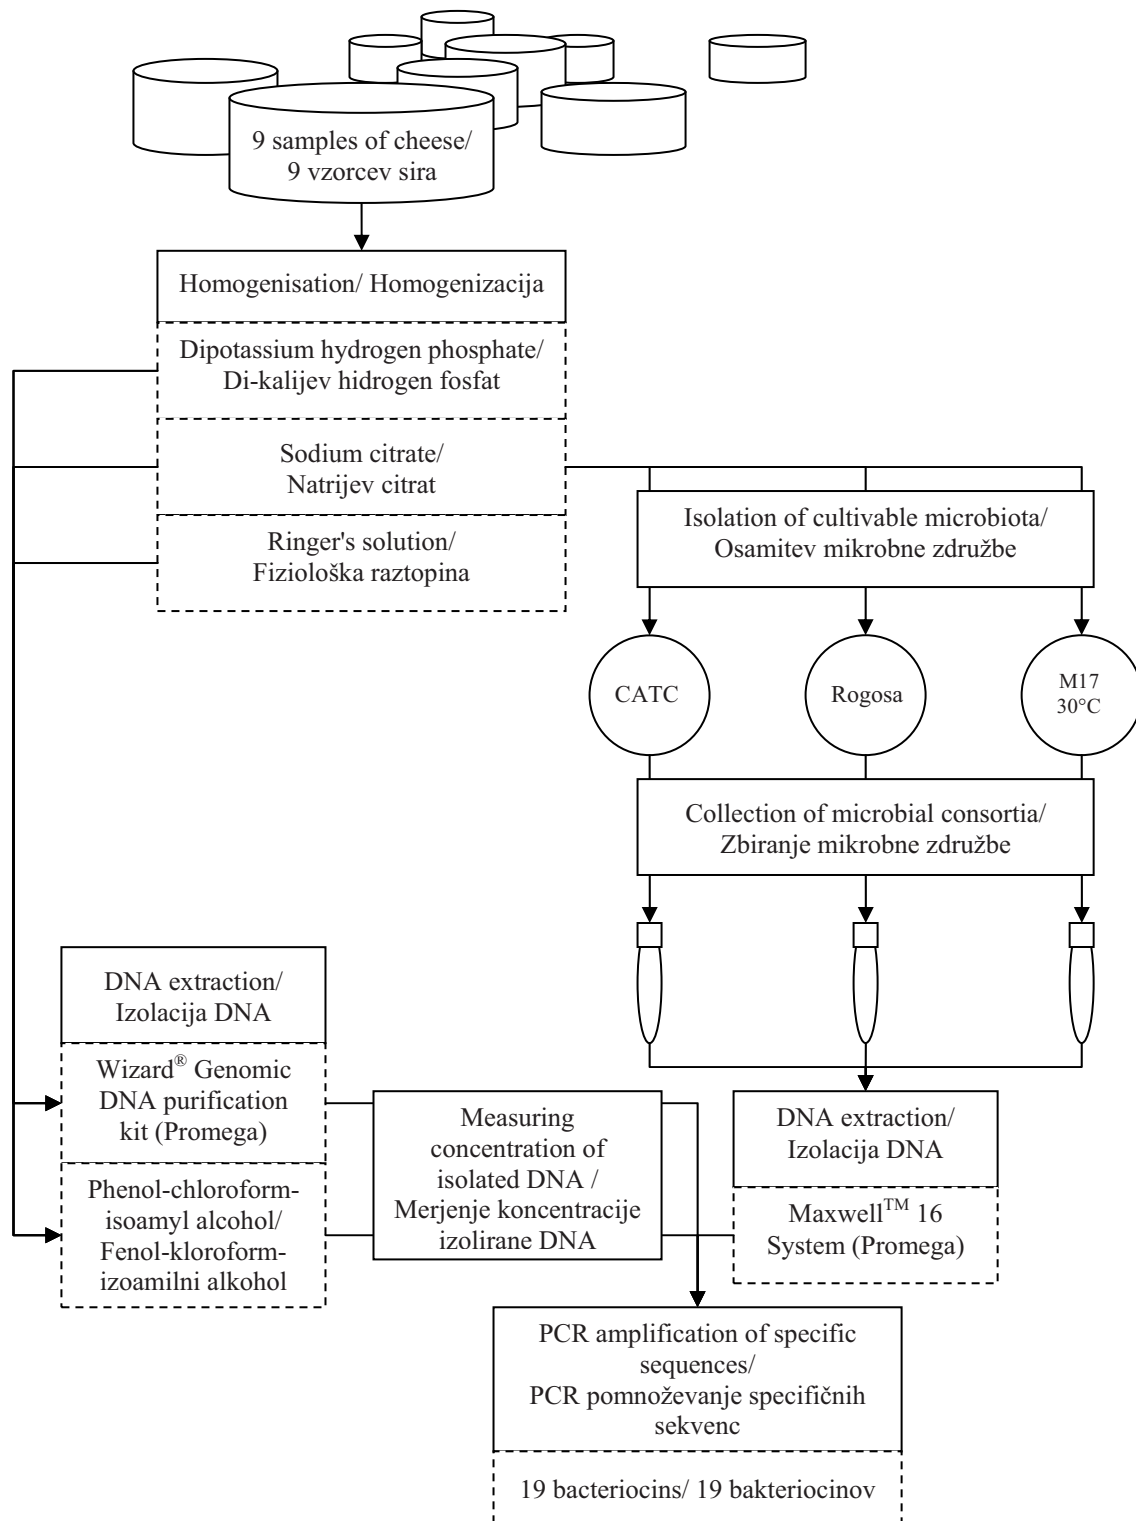 9 samples of cheese/
9 vzorcev sira
Homogenisation/ Homogenizacija
Dipotassium hydrogen phosphate/
Di-kalijev hidrogen fosfat
Sodium citrate/
Natrijev citrat
Ringer's solution/
Fiziološka raztopina
Isolation of cultivable microbiota/
Osamitev mikrobne združbe
CATC
Rogosa
M17
30°C
Collection of microbial consortia/
Zbiranje mikrobne združbe
DNA extraction/
Izolacija DNA
Wizard® Genomic
DNA purification
kit (Promega)
Phenol-chloroform-
isoamyl alcohol/
Fenol-kloroform-
izoamilni alkohol
Measuring
concentration of
isolated DNA /
Merjenje koncentracije
izolirane DNA
DNA extraction/
Izolacija DNA
Maxwell™ 16
System (Promega)
PCR amplification of specific
sequences/
PCR pomnoževanje specifičnih
sekvenc
19 bacteriocins/ 19 bakteriocinov